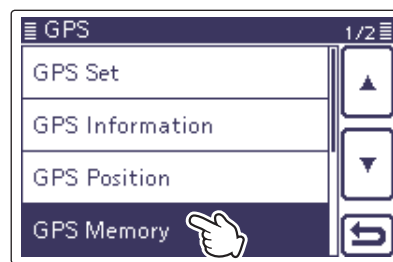 GPS 1/2
GPS Set
GPS Information
GPS Position
GPS Memory